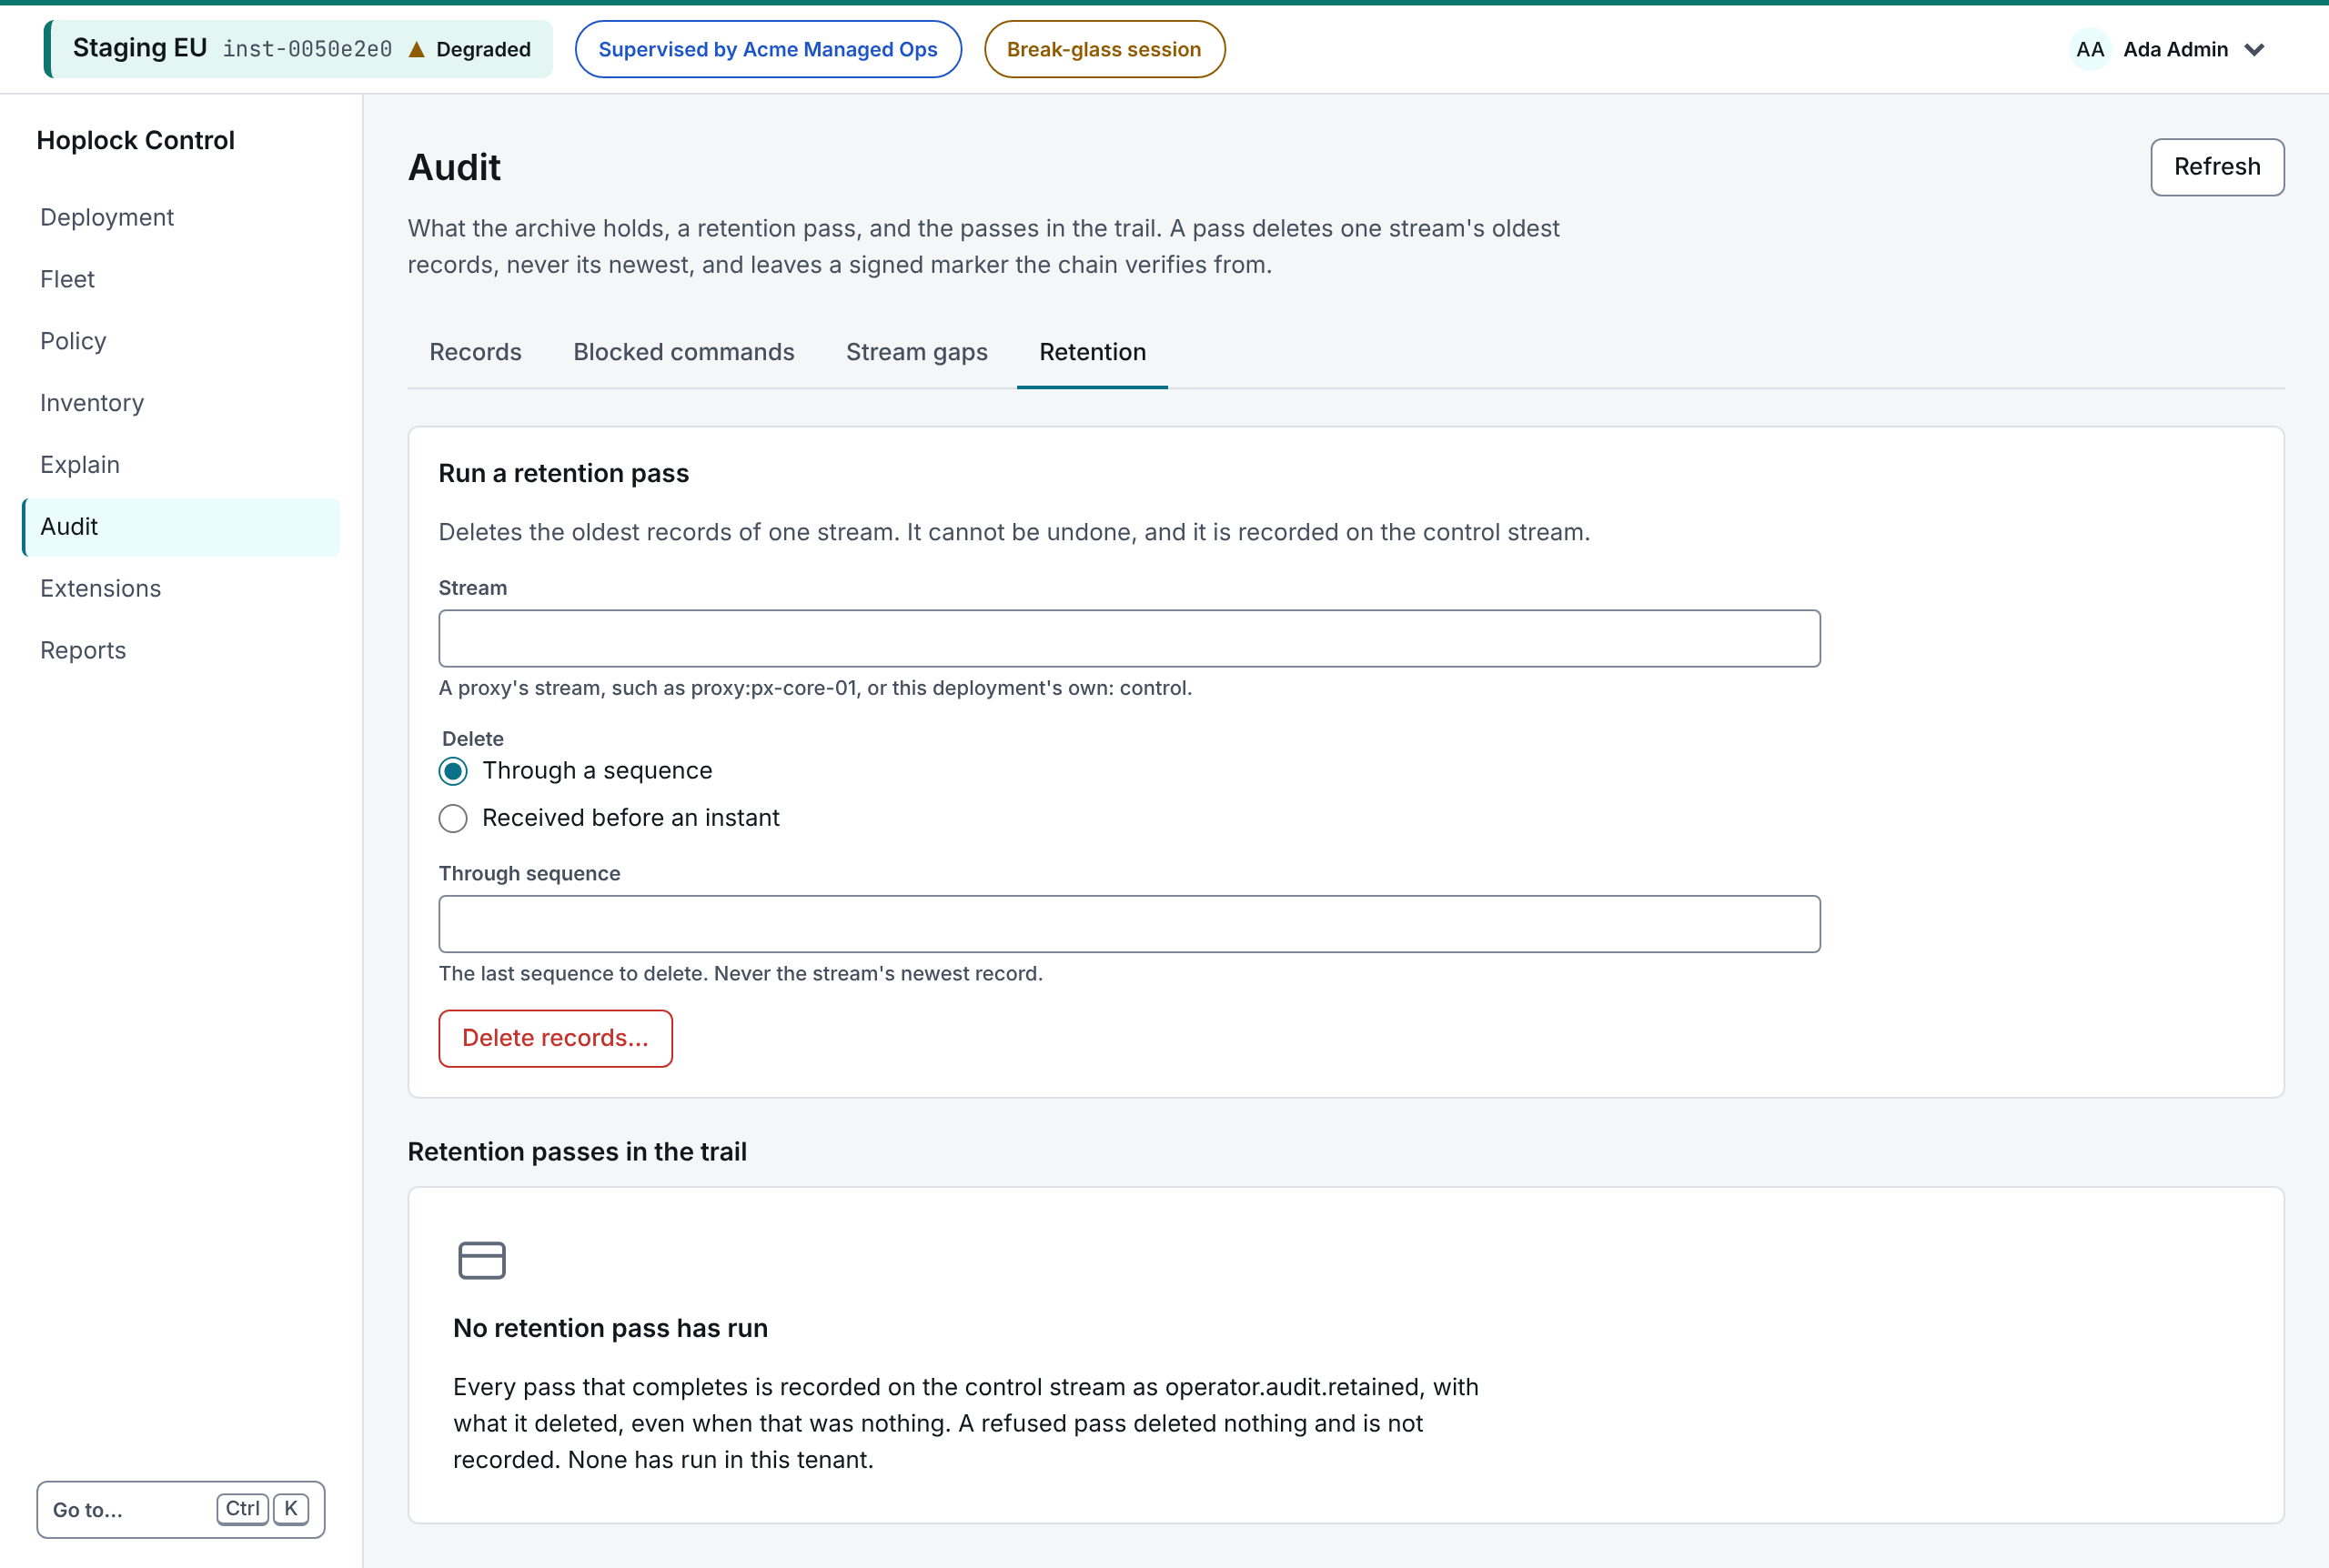 Staging EU inst-0050e2e0 Degraded
Supervised by Acme Managed Ops
Break-glass session
AA Ada Admin
Hoplock Control
Deployment
Fleet
Policy
Inventory
Explain
Audit
Extensions
Reports
Go to... Ctrl K
Audit
Refresh
What the archive holds, a retention pass, and the passes in the trail. A pass deletes one stream's oldest
records, never its newest, and leaves a signed marker the chain verifies from.
Records Blocked commands Stream gaps Retention
Run a retention pass
Deletes the oldest records of one stream. It cannot be undone, and it is recorded on the control stream.
Stream
A proxy's stream, such as proxy:px-core-01, or this deployment's own: control.
Delete
Through a sequence
Received before an instant
Through sequence
The last sequence to delete. Never the stream's newest record.
Delete records...
Retention passes in the trail
No retention pass has run
Every pass that completes is recorded on the control stream as operator.audit.retained, with
what it deleted, even when that was nothing. A refused pass deleted nothing and is not
recorded. None has run in this tenant.